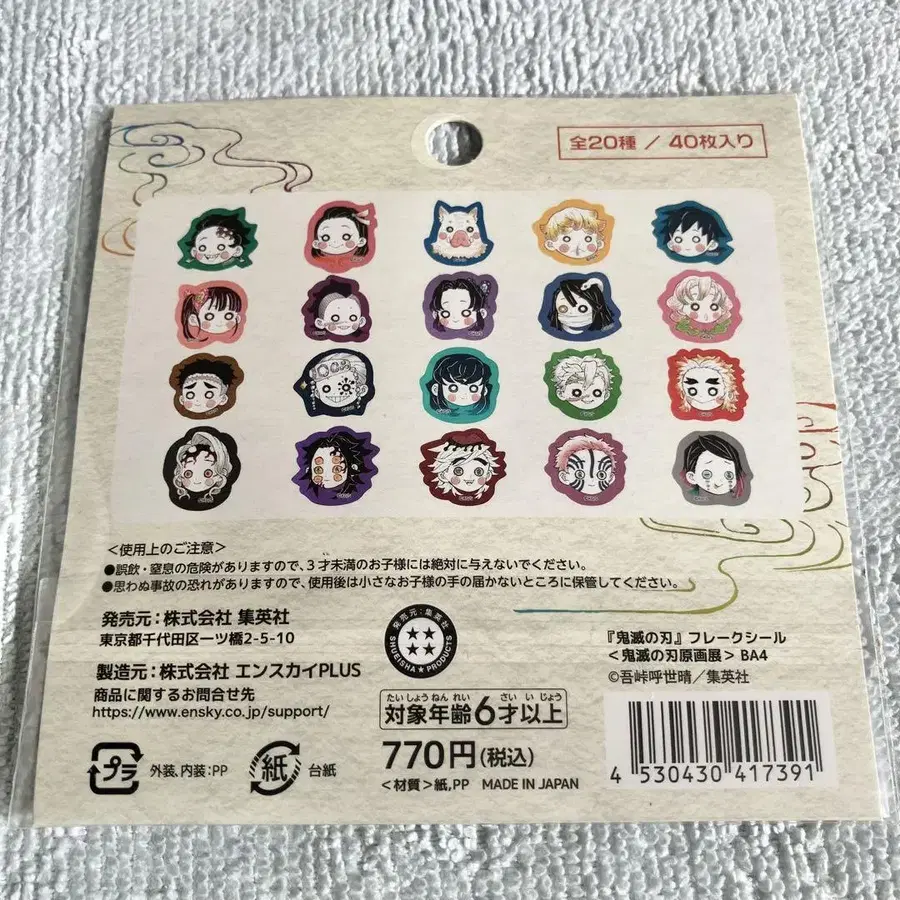 全20種 / 40枚入り
<使用上のご注意>
●誤飲・窒息の危険がありますので、3才未満のお子様には絶対に与えないでください。
●思わぬ事故の恐れがありますので、使用後は小さなお子様の手の届かないところに保管してください。
発売元:株式会社 集英社
東京都千代田区一ツ橋2-5-10
製造元:株式会社 エンスカイPLUS
商品に関するお問合せ先
https://www.ensky.co.jp/support/
プラ 外装、内装:PP
紙 台紙
発売元:集英社
SHUEISHA★PRODUCTS
たいしょうねんれい さいいじょう
対象年齢6才以上
770円(税込)
<材質>紙,PP MADE IN JAPAN
『鬼滅の刃』フレークシール
<鬼滅の刃原画展> BA4
©吾峠呼世晴/集英社
4 530430 417391